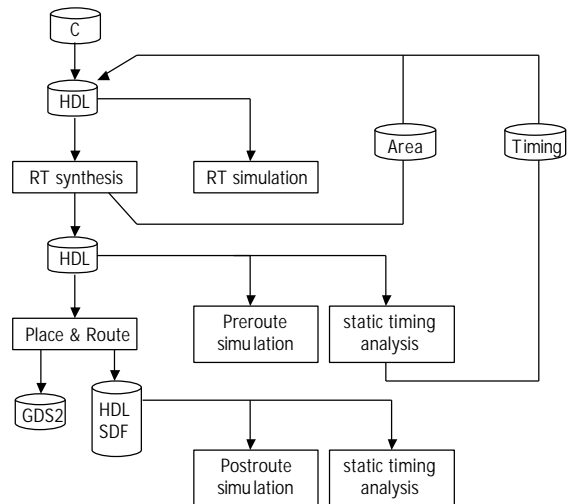 C
HDL
Area
Timing
RT synthesis
RT simulation
HDL
Place & Route
Preroute
simulation
static timing
analysis
GDS2
HDL
SDF
Postroute
simulation
static timing
analysis